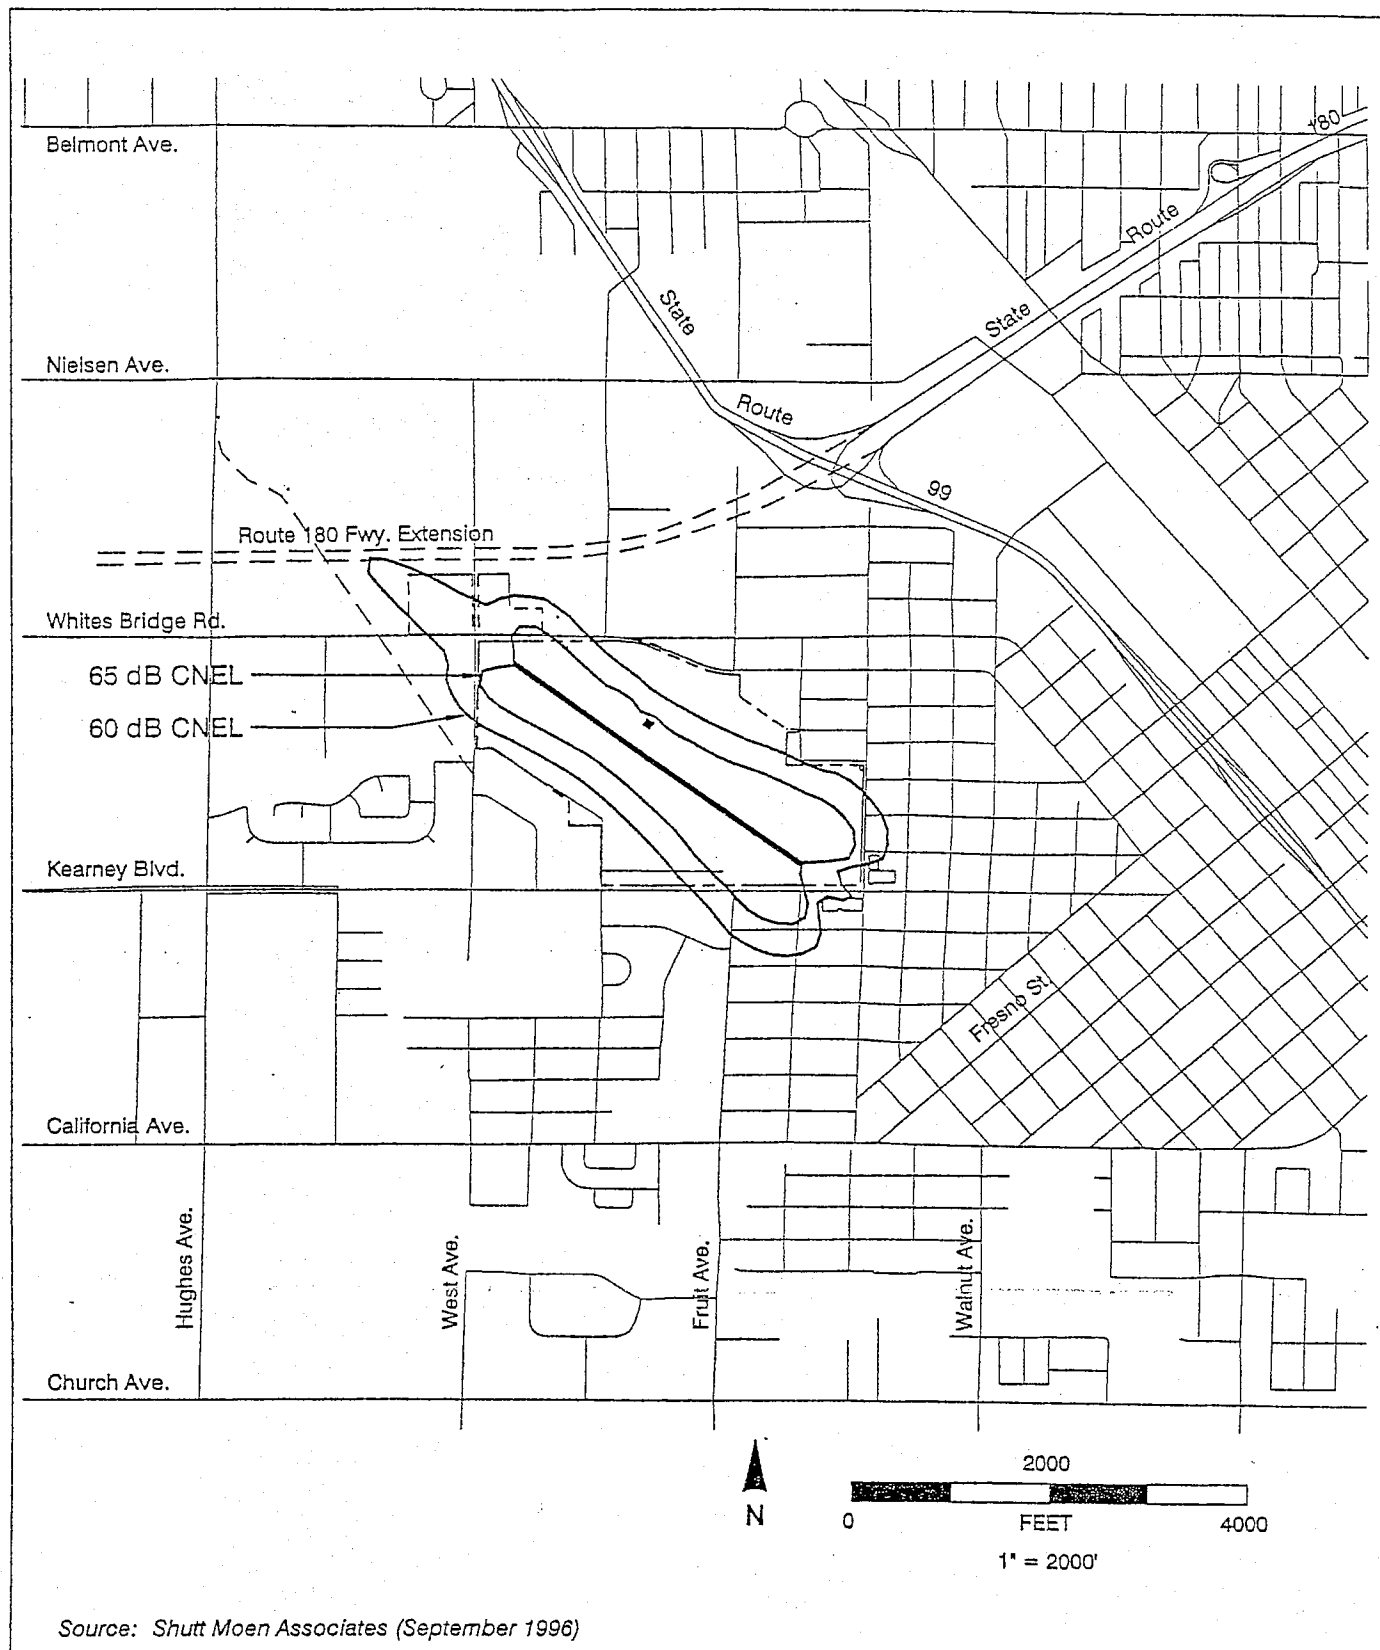 180
Belmont Ave.
Route
State
State
Nielsen Ave.
Route
99
Route 180 Fwy. Extension
Whites Bridge Rd.
65 dB CNEL
60 dB CNEL
Kearney Blvd.
Fresno St.
California Ave.
Hughes Ave.
West Ave.
Fruit Ave.
Walnut Ave.
Church Ave.
N
2000
0
FEET
4000
1" = 2000'
Source: Shutt Moen Associates (September 1996)